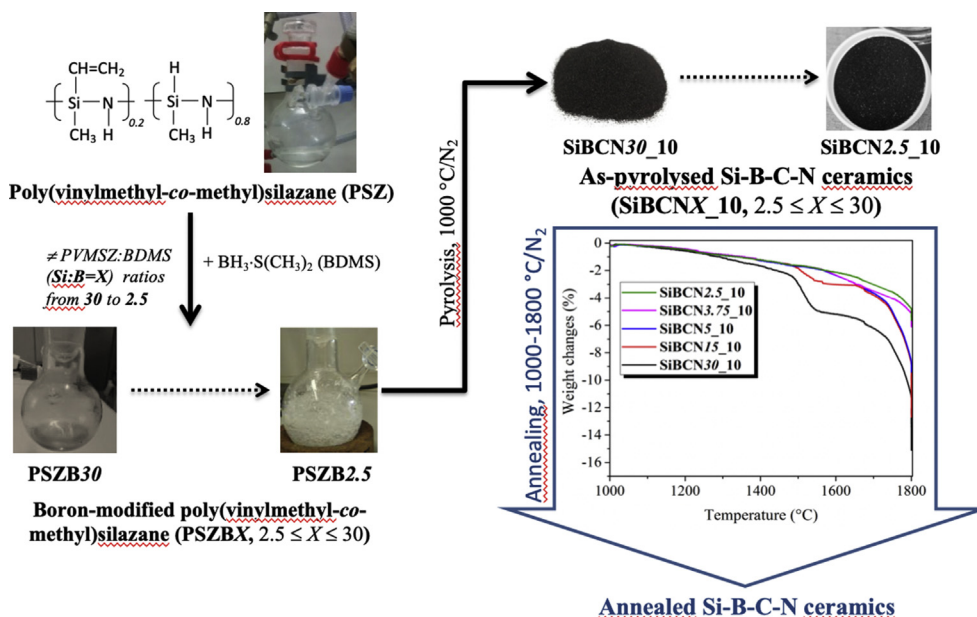 CH=CH₂
H
Si
N
Si
N
0.2
0.8
CH₃
H
CH₃
H
Poly(vinylmethyl-co-methyl)silazane (PSZ)
≠ PVMSZ:BDMS
(Si:B=X) ratios
from 30 to 2.5
+ BH₃·S(CH₃)₂ (BDMS)
PSZB30
PSZB2.5
Boron-modified poly(vinylmethyl-co-
methyl)silazane (PSZBX, 2.5 ≤ X ≤ 30)
Pyrolysis, 1000 °C/N₂
SiBCN30_10
SiBCN2.5_10
As-pyrolysed Si-B-C-N ceramics
(SiBCNX_10, 2.5 ≤ X ≤ 30)
Annealing, 1000-1800 °C/N₂
Weight changes (%)
0
-2
-4
-6
-8
-10
-12
-14
-16
SiBCN2.5_10
SiBCN3.75_10
SiBCN5_10
SiBCN15_10
SiBCN30_10
1000
1200
1400
1600
1800
Temperature (°C)
Annealed Si-B-C-N ceramics